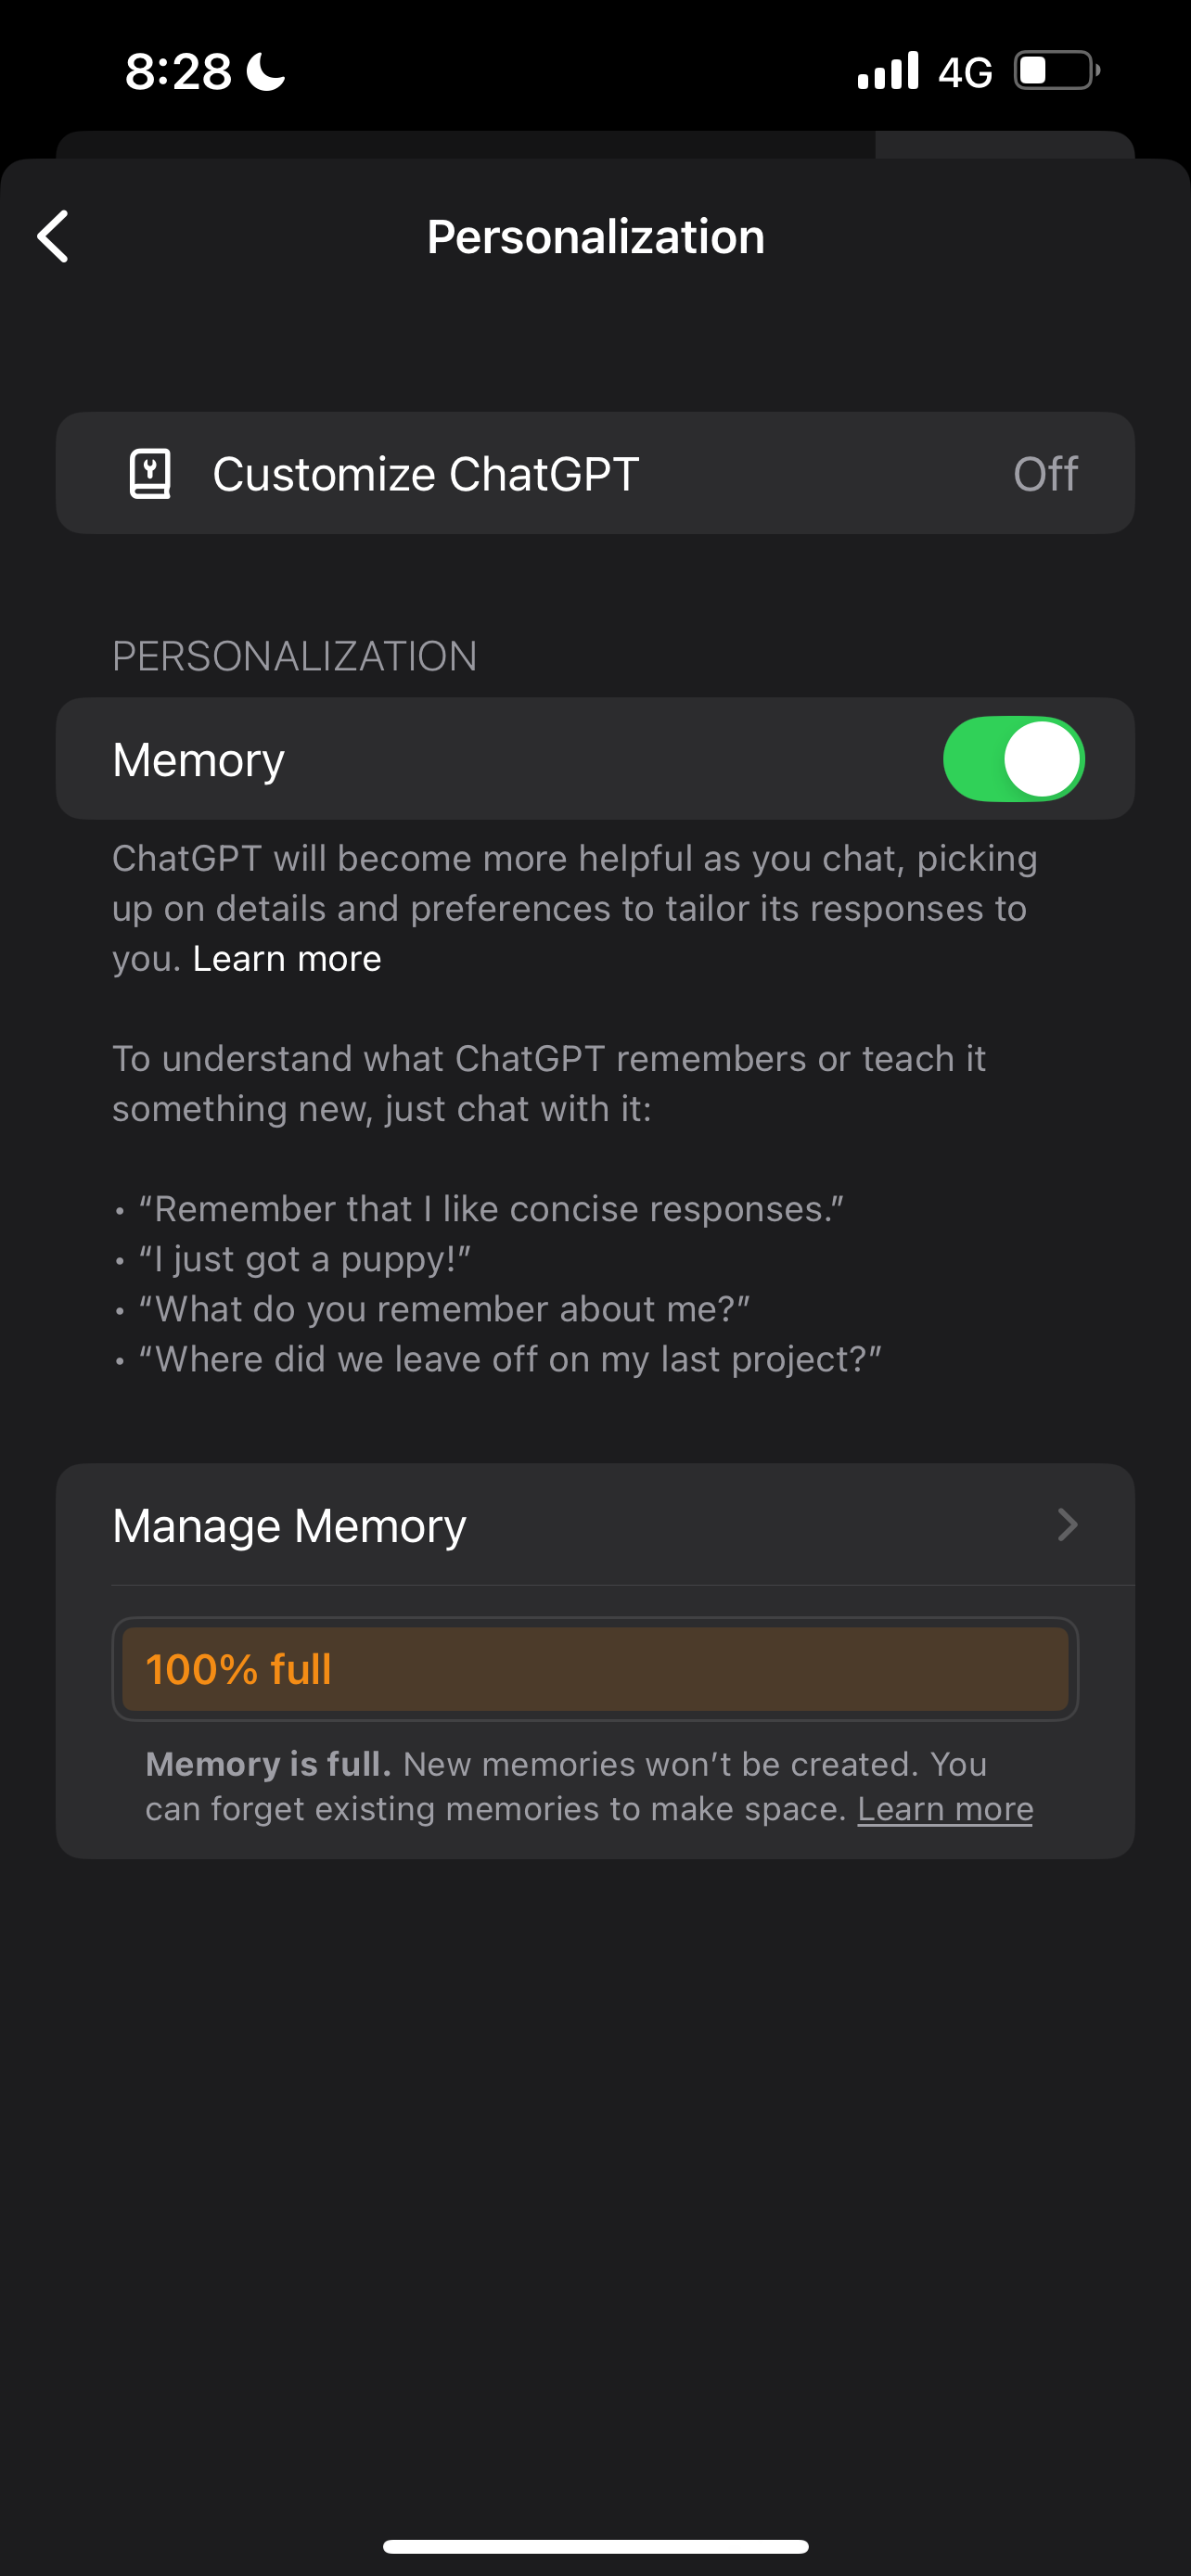 8:28
4G
Personalization
Customize ChatGPT
Off
PERSONALIZATION
Memory
ChatGPT will become more helpful as you chat, picking
up on details and preferences to tailor its responses to
you. Learn more
To understand what ChatGPT remembers or teach it
something new, just chat with it:
• “Remember that I like concise responses.”
• “I just got a puppy!”
• “What do you remember about me?”
• “Where did we leave off on my last project?”
Manage Memory
100% full
Memory is full. New memories won’t be created. You
can forget existing memories to make space. Learn more